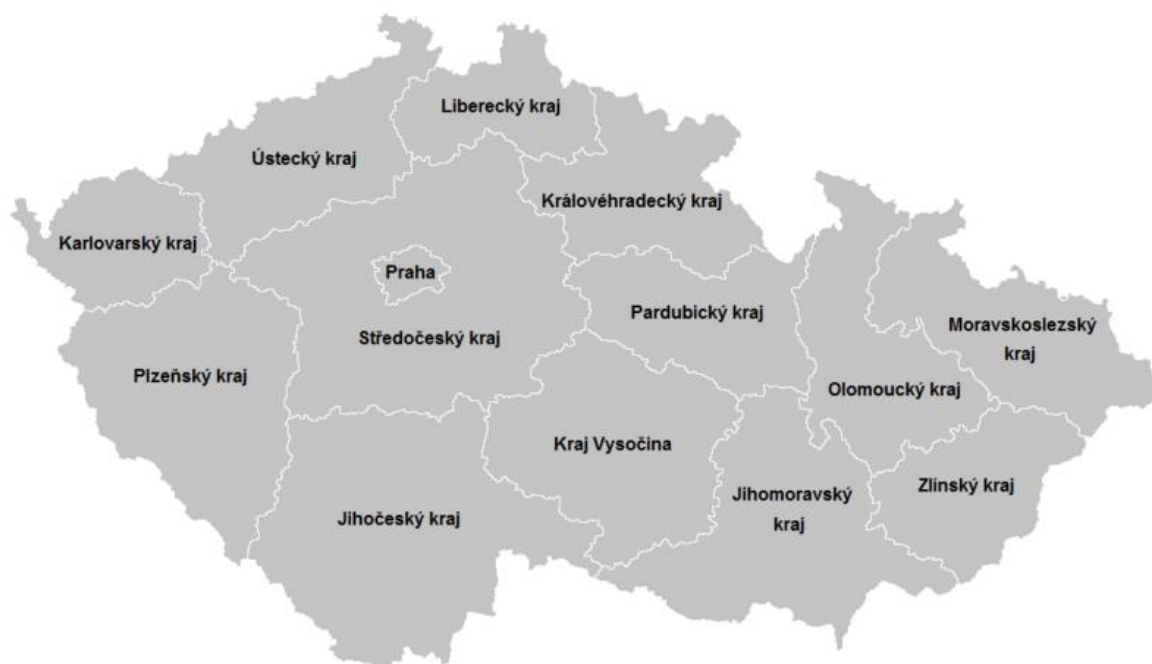 Liberecký kraj
Ústecký kraj
Královéhradecký kraj
Karlovarský kraj
Praha
Pardubický kraj
Moravskoslezský
kraj
Středočeský kraj
Plzeňský kraj
Olomoucký kraj
Kraj Vysočina
Zlínský kraj
Jihomoravský
kraj
Jihočeský kraj